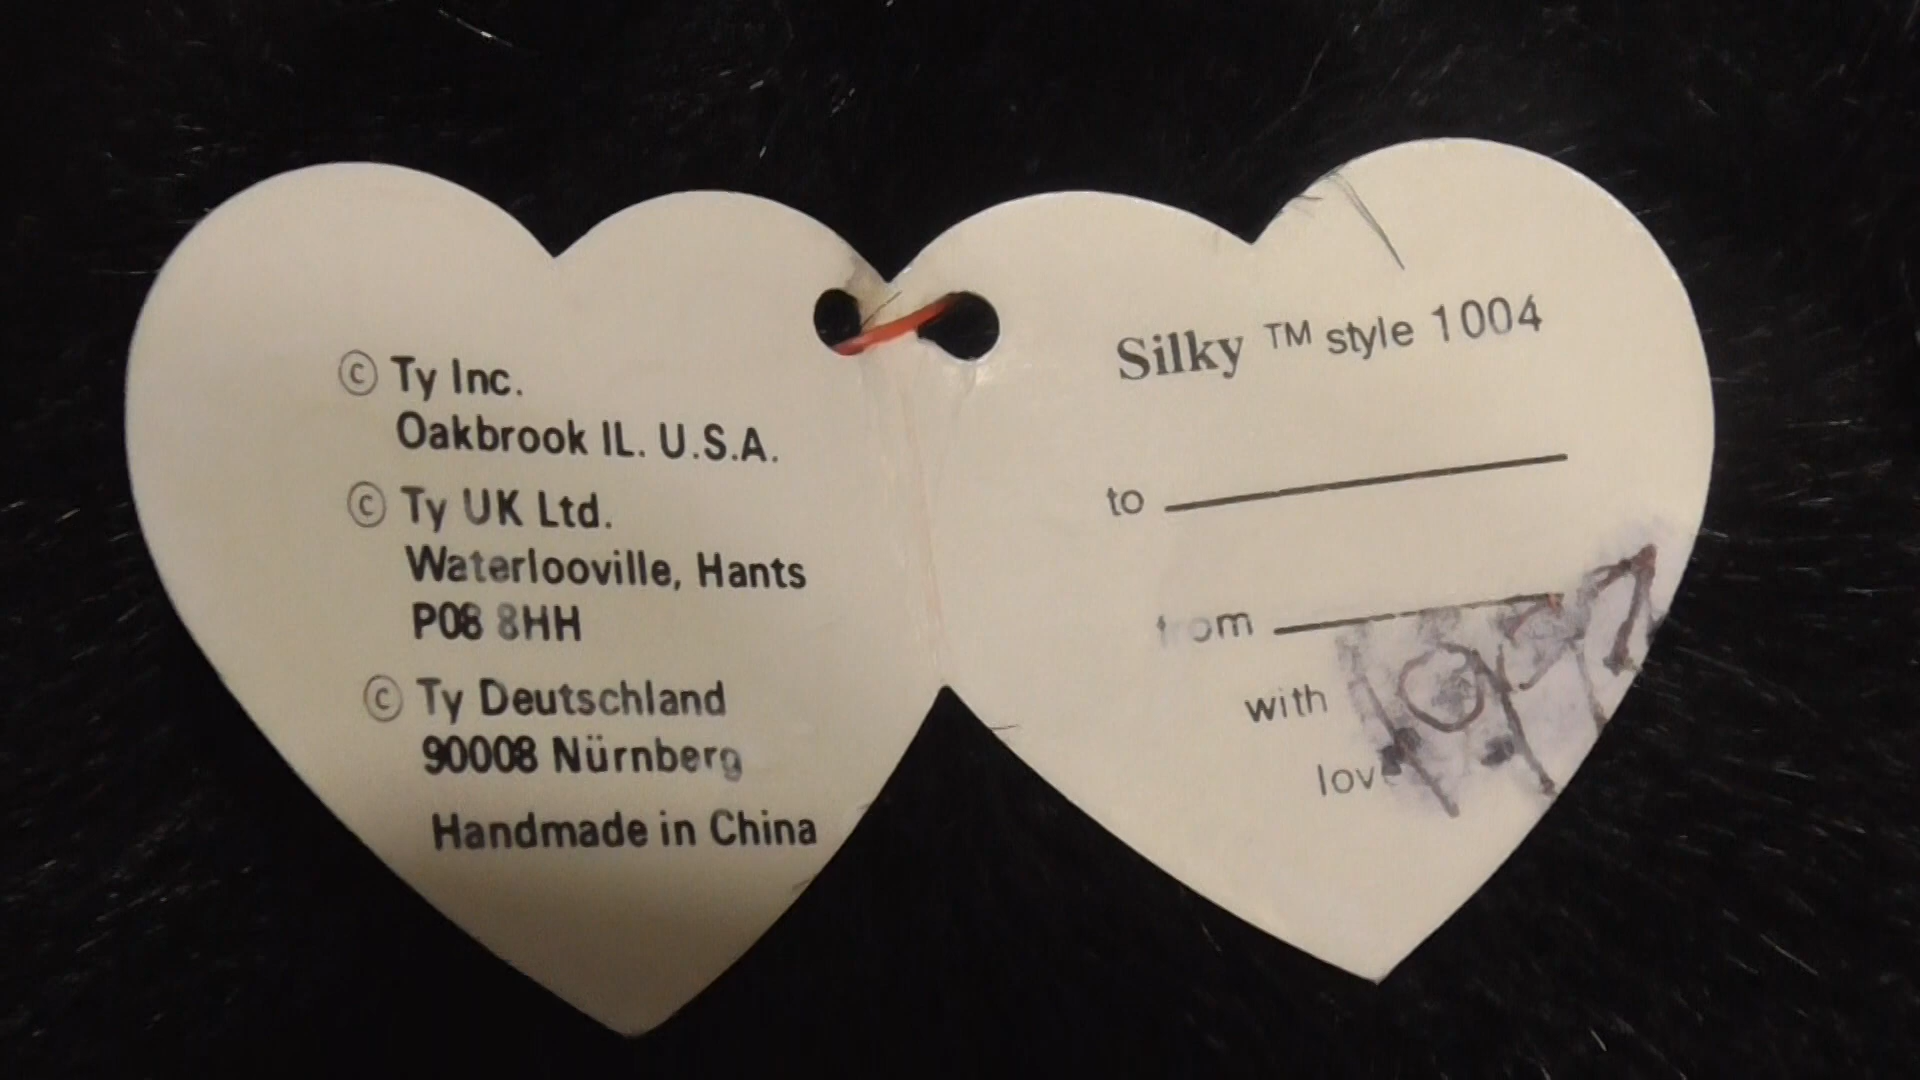 © Ty Inc.
Oakbrook IL. U.S.A.
© Ty UK Ltd.
Waterlooville, Hants
P08 8HH
© Ty Deutschland
90008 Nürnberg
Handmade in China
Silky ™ style 1004
to
from
with
love